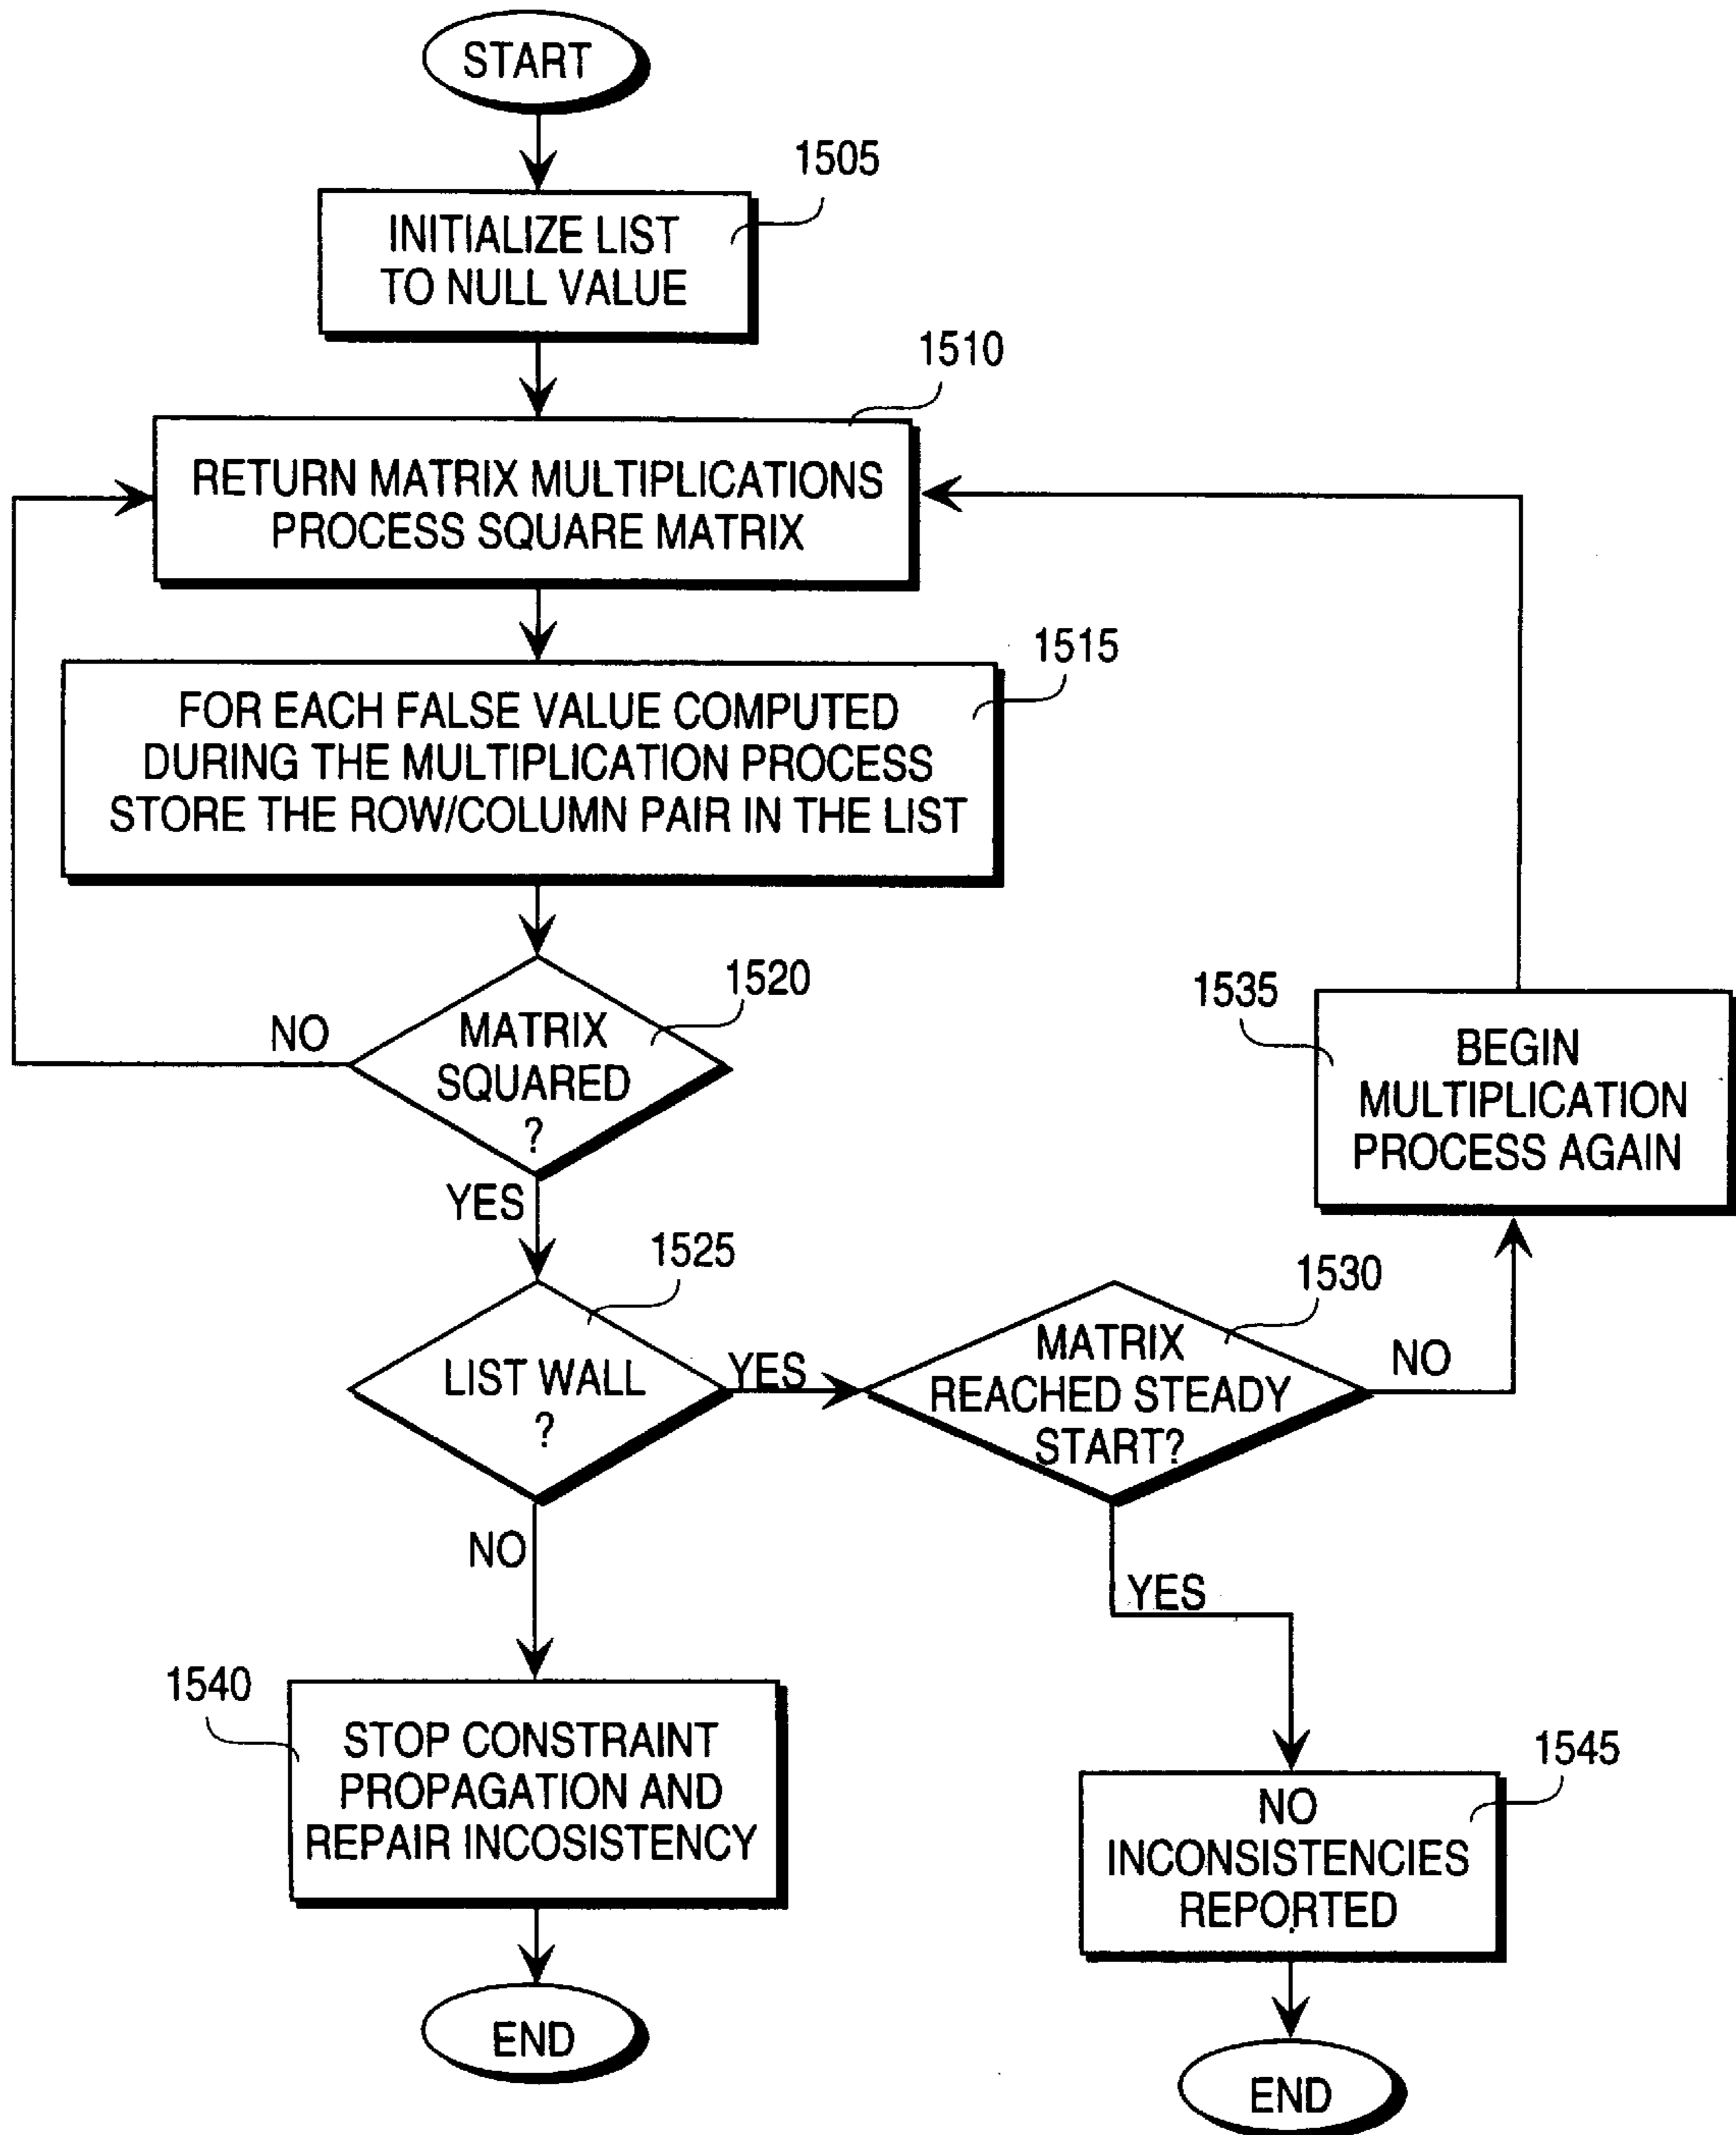 START
1505
INITIALIZE LIST
TO NULL VALUE
1510
RETURN MATRIX MULTIPLICATIONS
PROCESS SQUARE MATRIX
1515
FOR EACH FALSE VALUE COMPUTED
DURING THE MULTIPLICATION PROCESS
STORE THE ROW/COLUMN PAIR IN THE LIST
1520
MATRIX
SQUARED
?
NO
YES
1535
BEGIN
MULTIPLICATION
PROCESS AGAIN
1525
LIST WALL
?
YES
NO
1530
MATRIX
REACHED STEADY
START?
NO
YES
1540
STOP CONSTRAINT
PROPAGATION AND
REPAIR INCOSISTENCY
END
1545
NO
INCONSISTENCIES
REPORTED
END